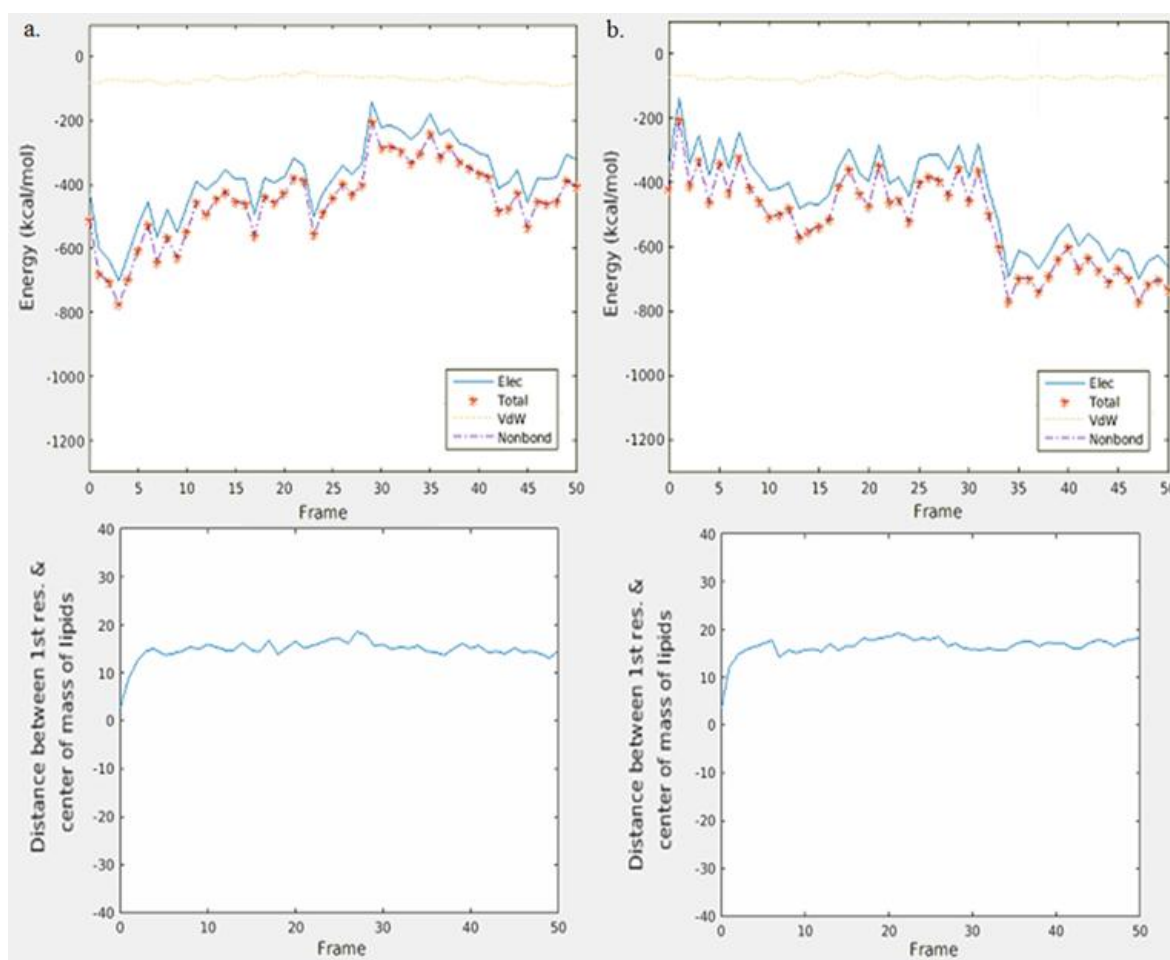 a.
0
-200
-400
-600
-800
-1000
-1200
Energy (kcal/mol)
Elec
Total
VdW
Nonbond
0 5 10 15 20 25 30 35 40 45 50
Frame
b.
0
-200
-400
-600
-800
-1000
-1200
Energy (kcal/mol)
Elec
Total
VdW
Nonbond
0 5 10 15 20 25 30 35 40 45 50
Frame
40
30
20
10
0
-10
-20
-30
-40
Distance between 1st res. &
center of mass of lipids
0 10 20 30 40 50
Frame
40
30
20
10
0
-10
-20
-30
-40
Distance between 1st res. &
center of mass of lipids
0 10 20 30 40 50
Frame